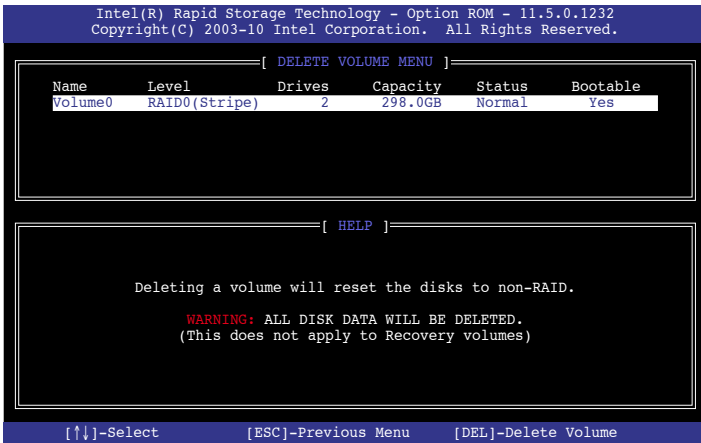 Intel(R) Rapid Storage Technology - Option ROM - 11.5.0.1232
Copyright(C) 2003-10 Intel Corporation. All Rights Reserved.
[ DELETE VOLUME MENU ]
Name Level Drives Capacity Status Bootable
Volume0 RAID0(Stripe) 2 298.0GB Normal Yes
[ HELP ]
Deleting a volume will reset the disks to non-RAID.
WARNING: ALL DISK DATA WILL BE DELETED.
(This does not apply to Recovery volumes)
[↑↓]-Select [ESC]-Previous Menu [DEL]-Delete Volume